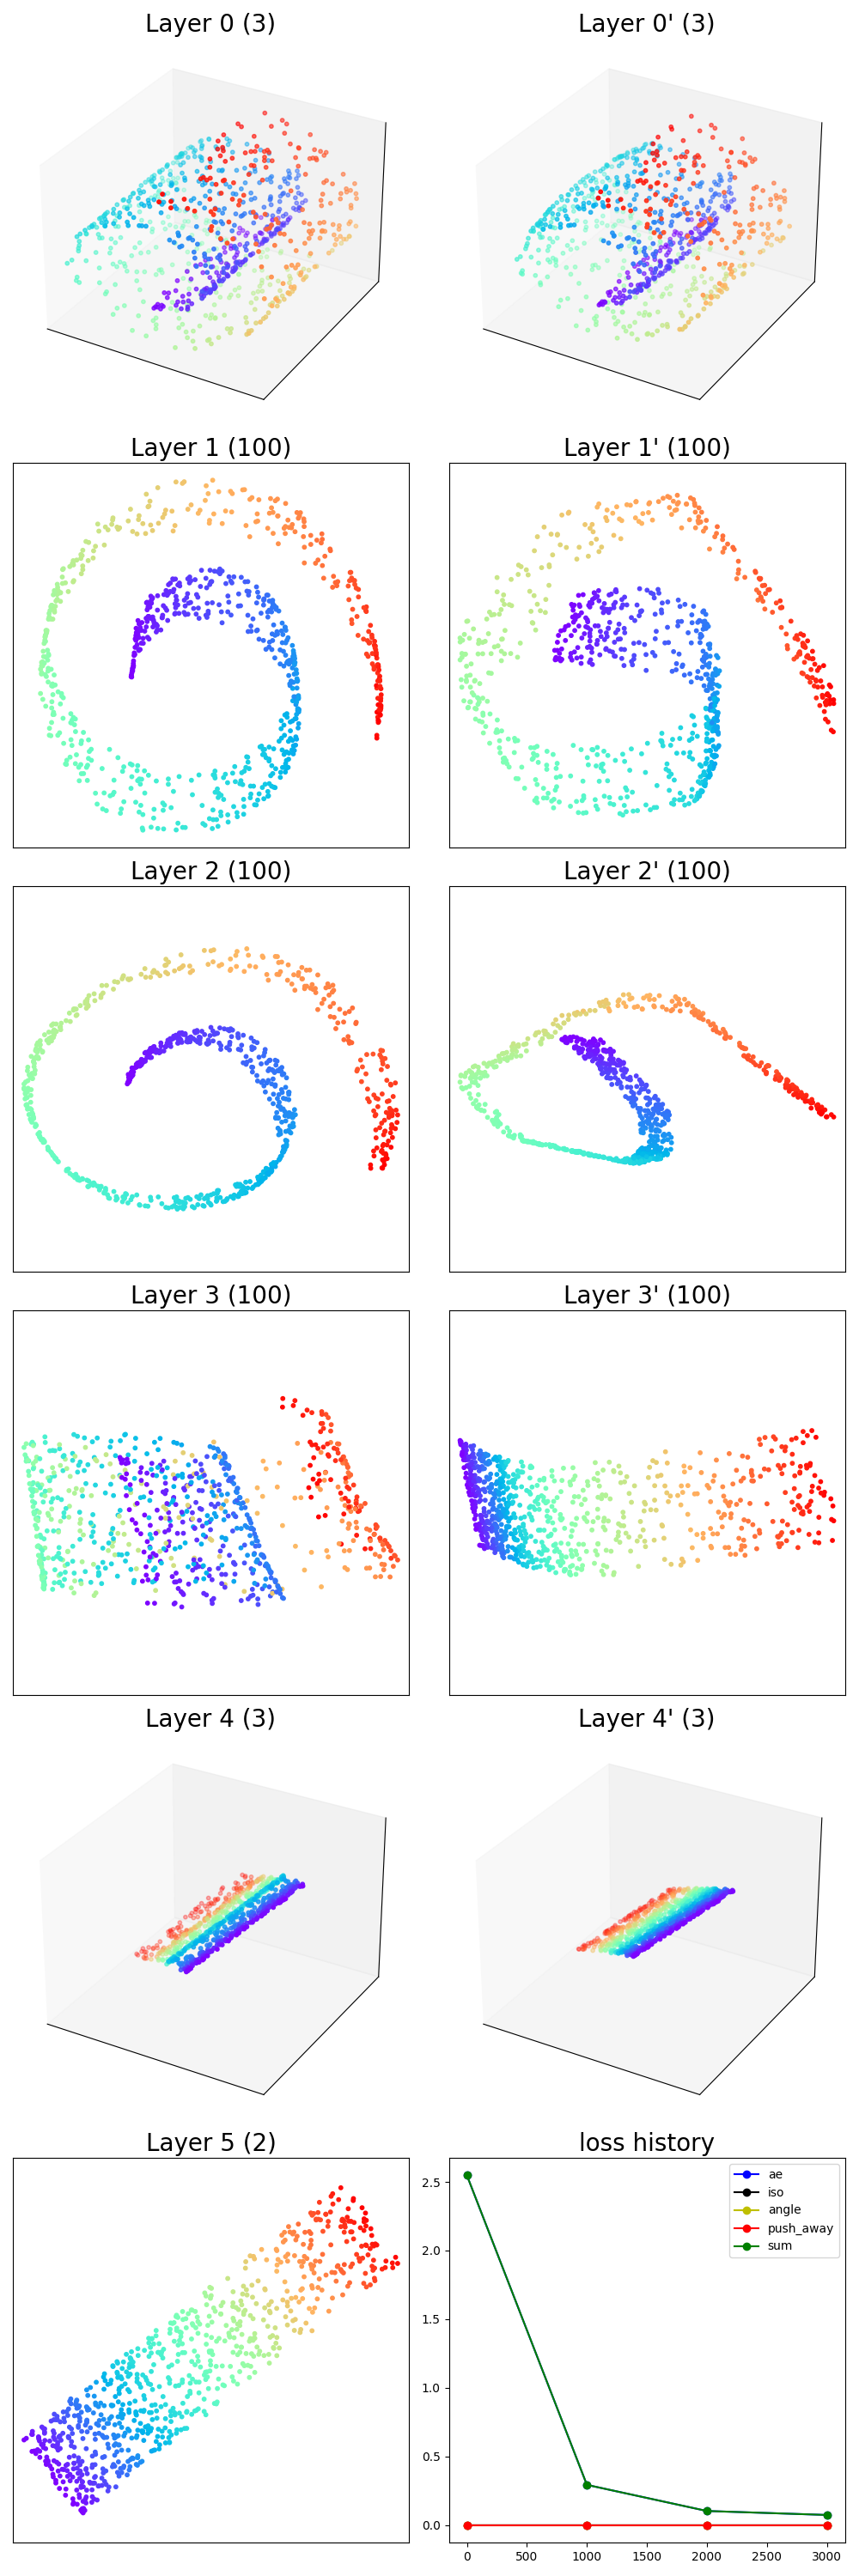 Layer 0 (3)
Layer 0' (3)
Layer 1 (100)
Layer 1' (100)
Layer 2 (100)
Layer 2' (100)
Layer 3 (100)
Layer 3' (100)
Layer 4 (3)
Layer 4' (3)
Layer 5 (2)
loss history
ae
iso
angle
push_away
sum
2.5
2.0
1.5
1.0
0.5
0.0
0 500 1000 1500 2000 2500 3000